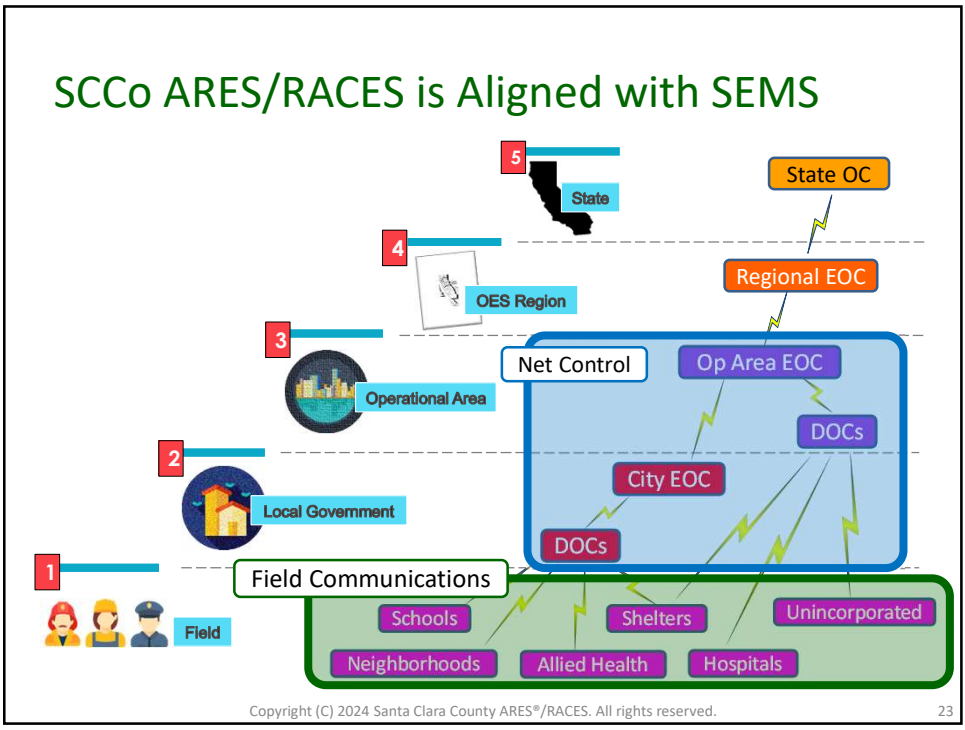 SCCo ARES/RACES is Aligned with SEMS
5
State
State OC
4
OES Region
Regional EOC
3
Operational Area
Net Control
Op Area EOC
DOCs
2
Local Government
City EOC
DOCs
1
Field
Field Communications
Schools
Shelters
Unincorporated
Neighborhoods
Allied Health
Hospitals
Copyright (C) 2024 Santa Clara County ARES®/RACES. All rights reserved.
23